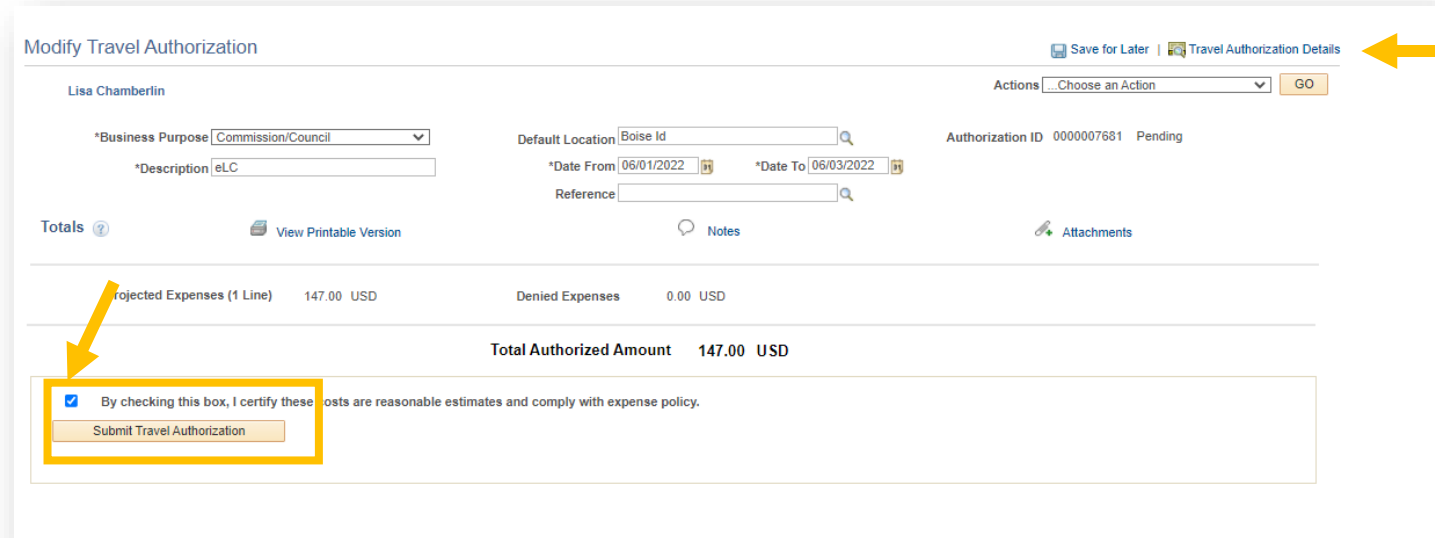 Modify Travel Authorization
Save for Later | Travel Authorization Details
Lisa Chamberlin
Actions ...Choose an Action GO
*Business Purpose Commission/Council Default Location Boise Id Authorization ID 0000007681 Pending
*Description eLC *Date From 06/01/2022 *Date To 06/03/2022
Reference
Totals ? View Printable Version Notes Attachments
rojected Expenses (1 Line) 147.00 USD Denied Expenses 0.00 USD
Total Authorized Amount 147.00 USD
By checking this box, I certify these costs are reasonable estimates and comply with expense policy.
Submit Travel Authorization